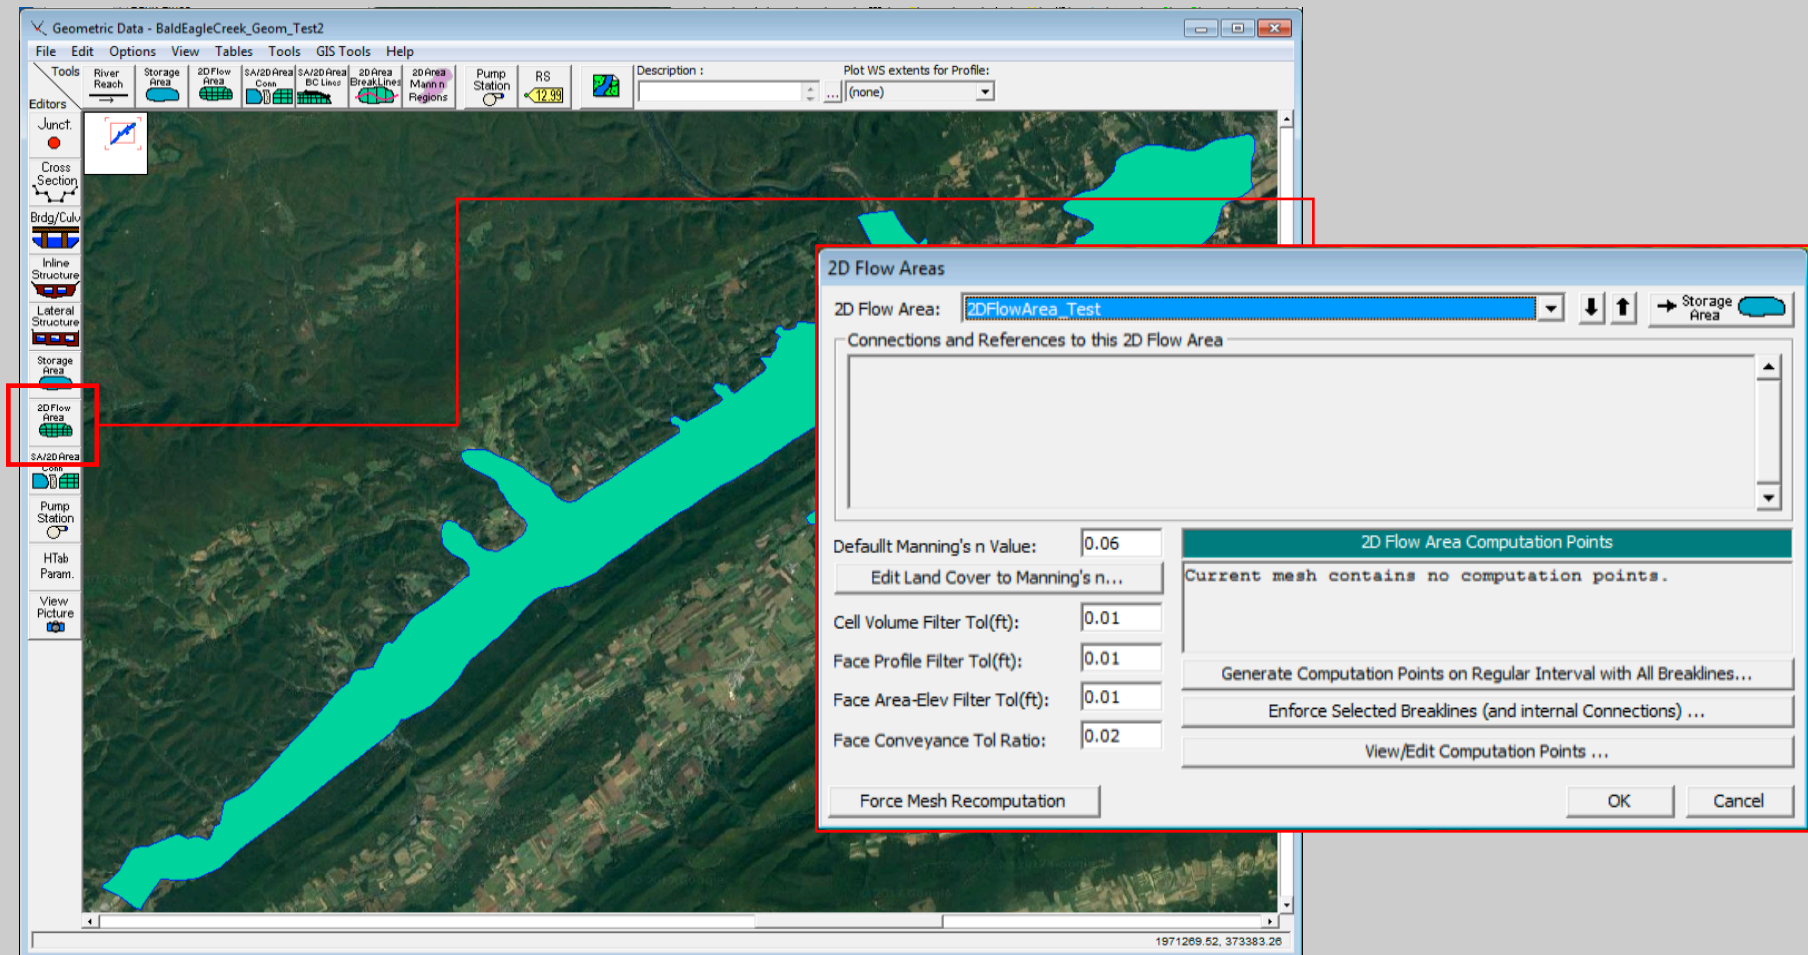 Geometric Data - BaldEagleCreek_Geom_Test2
File Edit Options View Tables Tools GIS Tools Help
Tools
Editors
River
Reach
Storage
Area
2D Flow
Area
SA/2D Area
Conn
SA/2D Area
BC Lines
2D Area
BreakLines
2D Area
Mann n
Regions
Pump
Station
RS
12.99
Description :
...
Plot WS extents for Profile:
(none)
Junct.
Cross
Section
Brdg/Culv
Inline
Structure
Lateral
Structure
Storage
Area
2D Flow
Area
SA/2D Area
Conn
Pump
Station
HTab
Param.
View
Picture
2D Flow Areas
2D Flow Area: 2DFlowArea_Test
Storage
Area
Connections and References to this 2D Flow Area
Defaullt Manning's n Value: 0.06
Edit Land Cover to Manning's n...
Cell Volume Filter Tol(ft): 0.01
Face Profile Filter Tol(ft): 0.01
Face Area-Elev Filter Tol(ft): 0.01
Face Conveyance Tol Ratio: 0.02
2D Flow Area Computation Points
Current mesh contains no computation points.
Generate Computation Points on Regular Interval with All Breaklines...
Enforce Selected Breaklines (and internal Connections) ...
View/Edit Computation Points ...
Force Mesh Recomputation
OK
Cancel
1971269.52, 373383.26